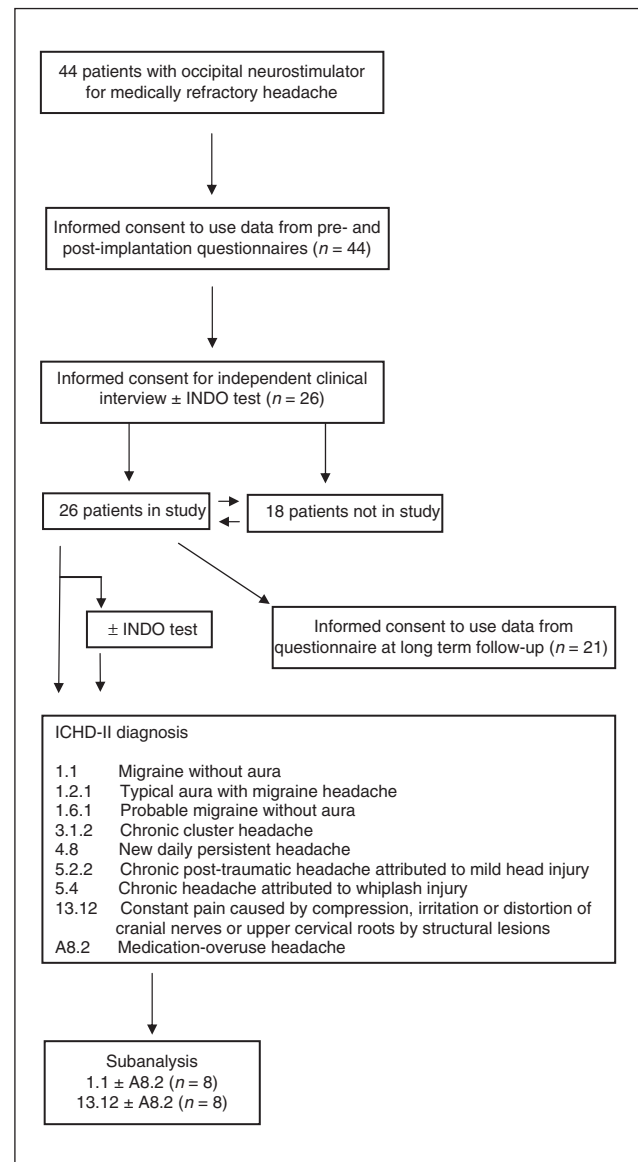 44 patients with occipital neurostimulator
for medically refractory headache
Informed consent to use data from pre- and
post-implantation questionnaires (n = 44)
Informed consent for independent clinical
interview ± INDO test (n = 26)
26 patients in study
18 patients not in study
± INDO test
Informed consent to use data from
questionnaire at long term follow-up (n = 21)
ICHD-II diagnosis
1.1 Migraine without aura
1.2.1 Typical aura with migraine headache
1.6.1 Probable migraine without aura
3.1.2 Chronic cluster headache
4.8 New daily persistent headache
5.2.2 Chronic post-traumatic headache attributed to mild head injury
5.4 Chronic headache attributed to whiplash injury
13.12 Constant pain caused by compression, irritation or distortion of
cranial nerves or upper cervical roots by structural lesions
A8.2 Medication-overuse headache
Subanalysis
1.1 ± A8.2 (n = 8)
13.12 ± A8.2 (n = 8)